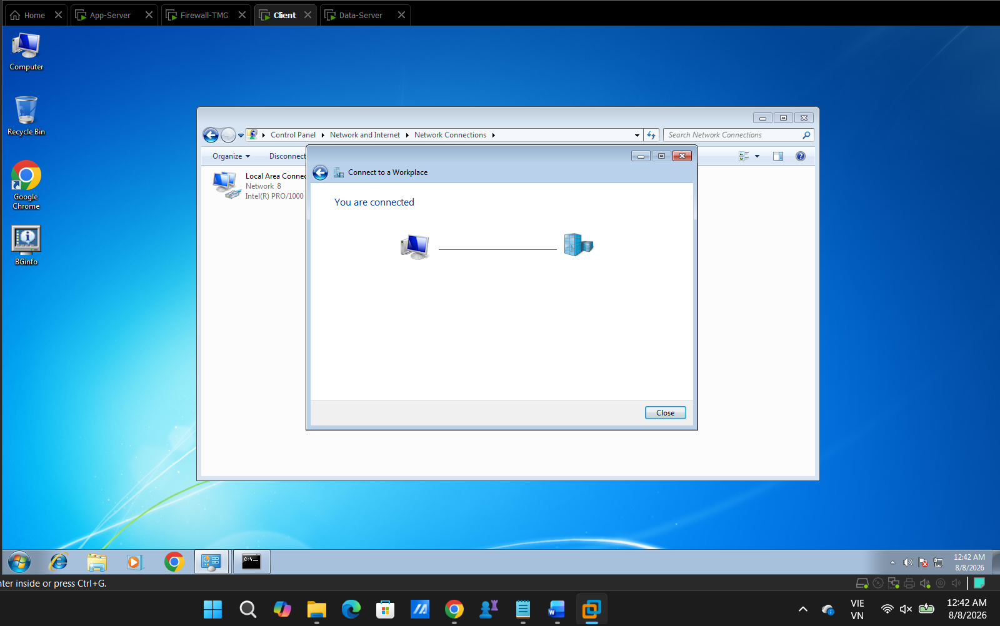 Home
App-Server
Firewall-TMG
Client
Data-Server
Computer
Recycle Bin
Google
Chrome
BGinfo
Control Panel
Network and Internet
Network Connections
Search Network Connections
Organize
Disconnect
Local Area Connec
Network 8
Intel(R) PRO/1000
Connect to a Workplace
You are connected
Close
C:\
12:42 AM
8/8/2026
nter inside or press Ctrl+G.
VIE
VN
12:42 AM
8/8/2026